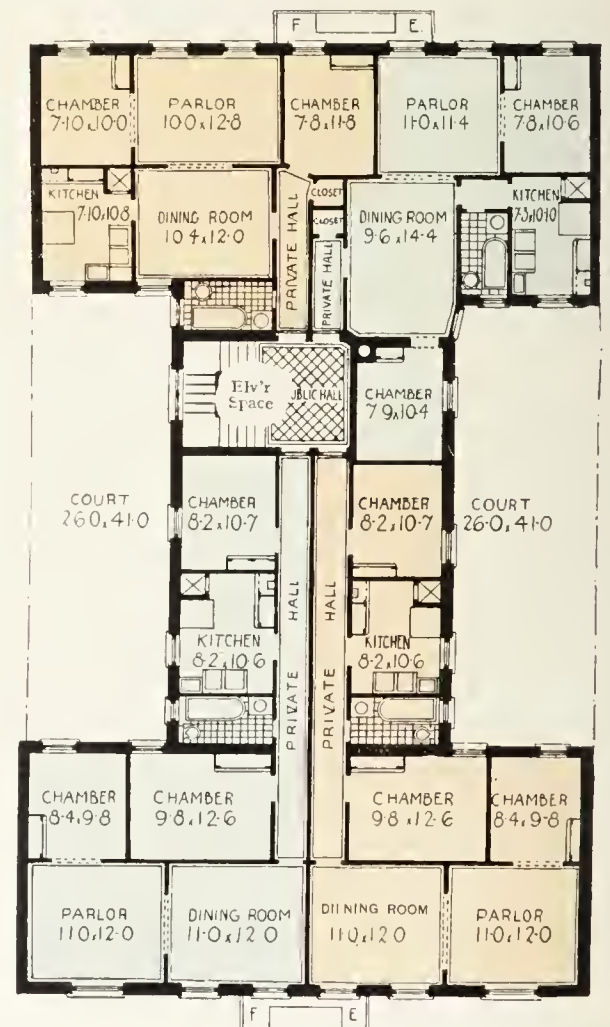 F E
CHAMBER
7-10 x 10-0
PARLOR
10-0 x 12-8
CHAMBER
7-8 x 11-8
PARLOR
11-0 x 11-4
CHAMBER
7-8 x 10-6
KITCHEN
7-10 x 10-8
DINING ROOM
10 4 x 12-0
PRIVATE HALL
CLOSET
CLOSET
PRIVATE HALL
DINING ROOM
9-6 x 14-4
KITCHEN
7-3 x 10-10
Elv'r
Space
UBLIC HALL
CHAMBER
7 9 x 10-4
COURT
26 0 x 41-0
CHAMBER
8-2 x 10-7
CHAMBER
8-2 x 10-7
COURT
26-0 x 41-0
KITCHEN
8-2 x 10-6
PRIVATE HALL
PRIVATE HALL
KITCHEN
8-2 x 10-6
CHAMBER
8-4 x 9-8
CHAMBER
9-8 x 12-6
CHAMBER
9-8 x 12-6
CHAMBER
8-4 x 9-8
PARLOR
11-0 x 12-0
DINING ROOM
11-0 x 12 0
DINING ROOM
11-0 x 12 0
PARLOR
11-0 x 12-0
F E